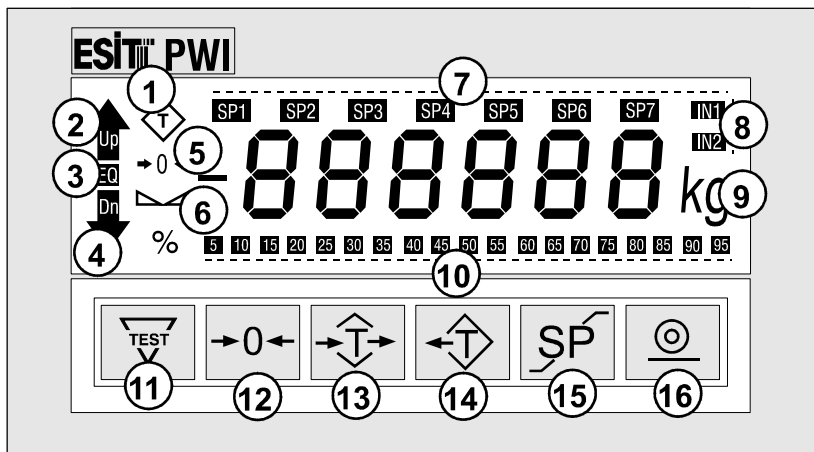 ESİT PWI
1 7
T SP1 SP2 SP3 SP4 SP5 SP6 SP7 IN1
2 Up 8
→0← 5 IN2
3 EQ 888888 kg 9
Dn 6
4 % 5 10 15 20 25 30 35 40 45 50 55 60 65 70 75 80 85 90 95
10
TEST →0← →T→ ←T SP
11 12 13 14 15 16